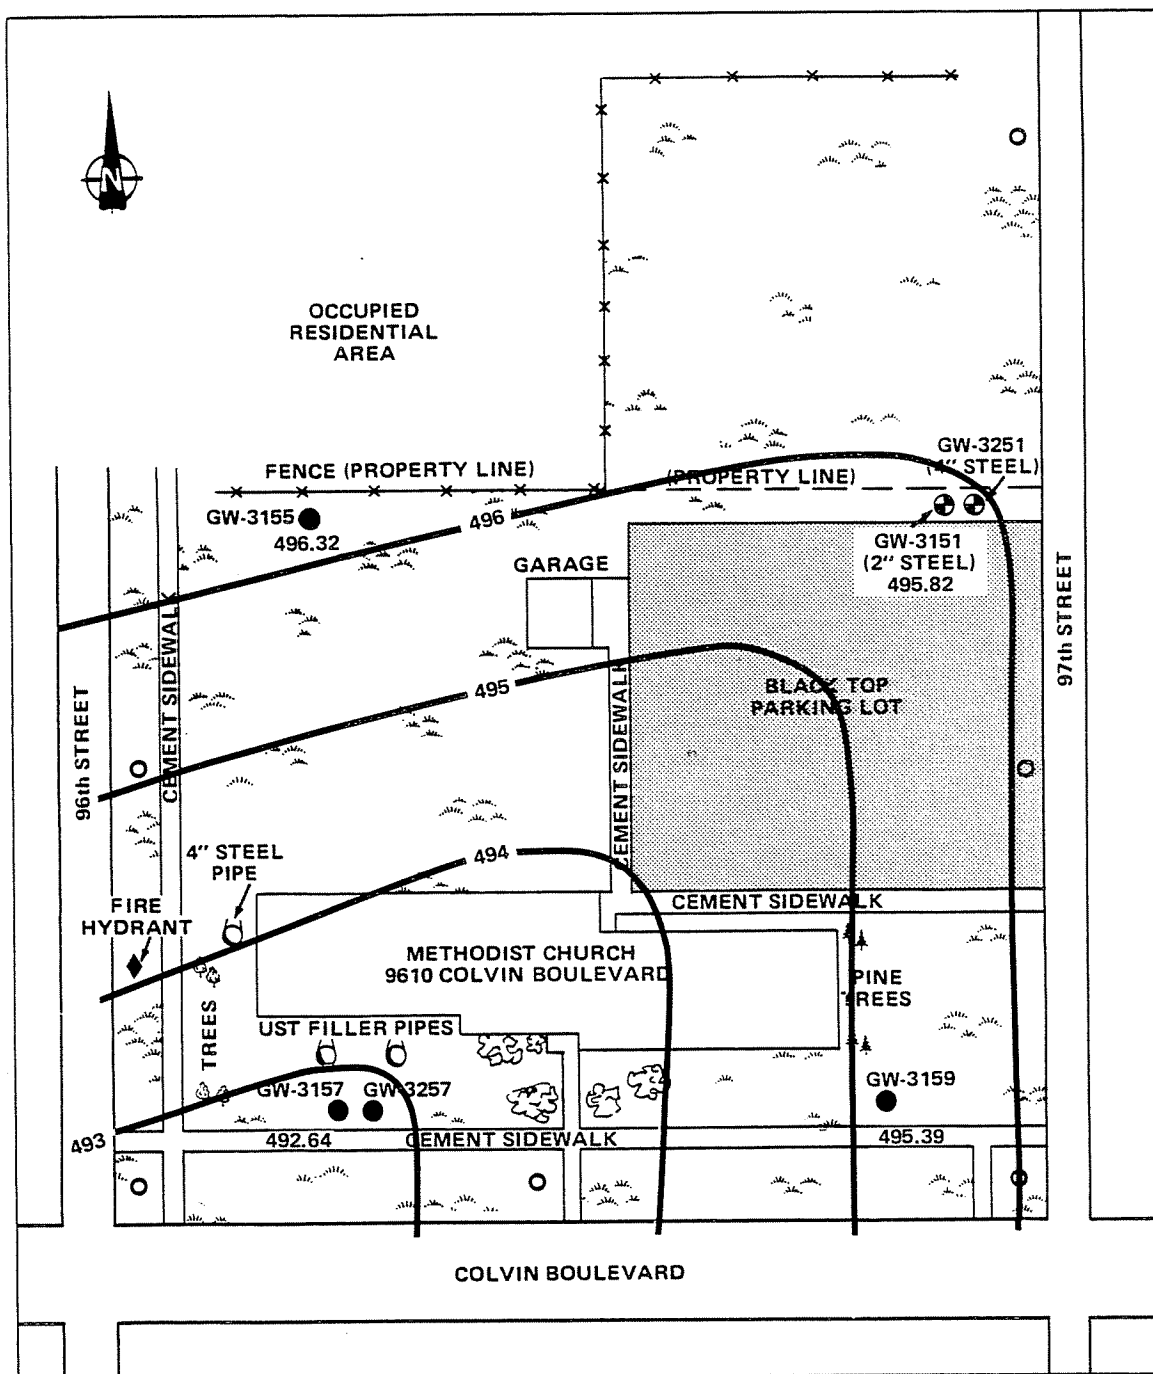 N
OCCUPIED
RESIDENTIAL
AREA
FENCE (PROPERTY LINE)
(PROPERTY LINE)
GW-3251
(4" STEEL)
GW-3155
496.32
496
GW-3151
(2" STEEL)
495.82
GARAGE
97th STREET
CEMENT SIDEWALK
96th STREET
495
BLACK TOP
PARKING LOT
CEMENT SIDEWALK
4" STEEL
PIPE
494
FIRE
HYDRANT
CEMENT SIDEWALK
METHODIST CHURCH
9610 COLVIN BOULEVARD
PINE
TREES
TREES
UST FILLER PIPES
GW-3157
GW-3257
GW-3159
493
492.64
CEMENT SIDEWALK
495.39
COLVIN BOULEVARD